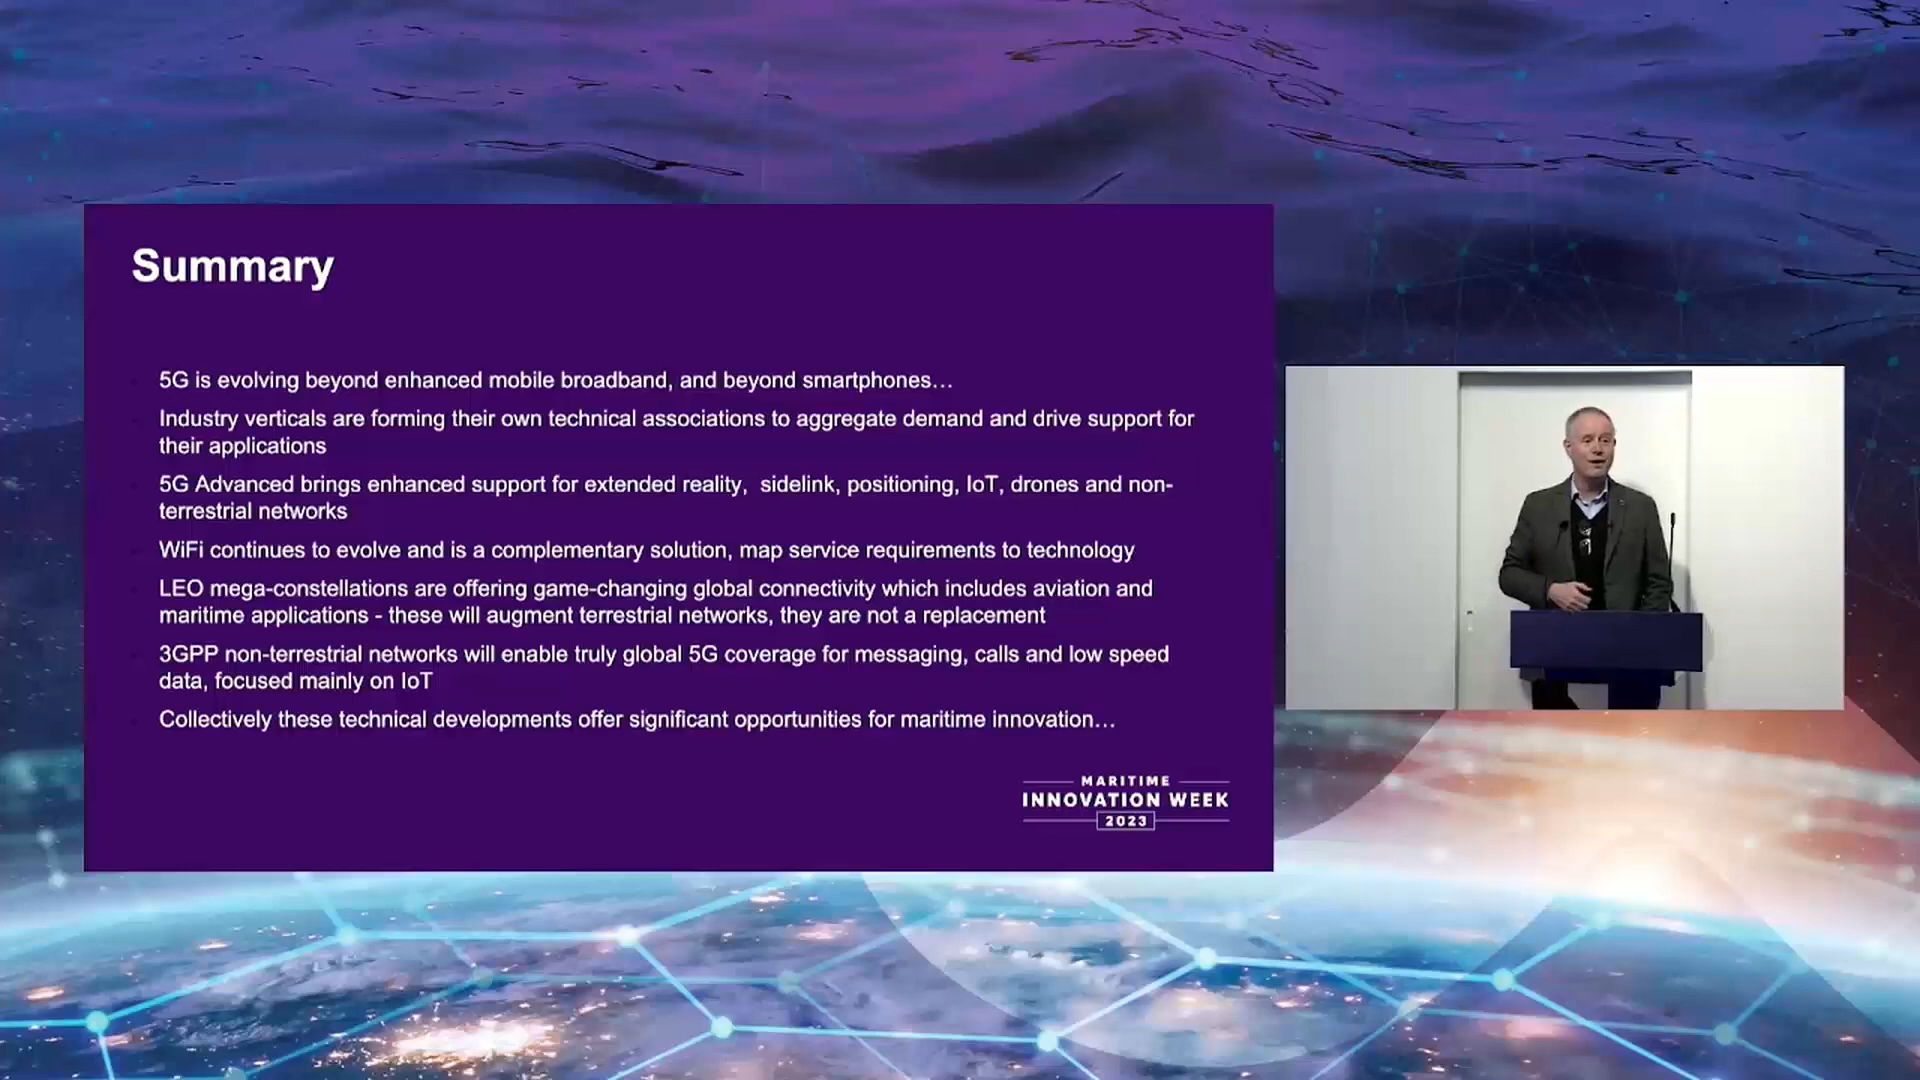 Summary
5G is evolving beyond enhanced mobile broadband, and beyond smartphones…
Industry verticals are forming their own technical associations to aggregate demand and drive support for
their applications
5G Advanced brings enhanced support for extended reality,  sidelink, positioning, IoT, drones and non-
terrestrial networks
WiFi continues to evolve and is a complementary solution, map service requirements to technology
LEO mega-constellations are offering game-changing global connectivity which includes aviation and
maritime applications - these will augment terrestrial networks, they are not a replacement
3GPP non-terrestrial networks will enable truly global 5G coverage for messaging, calls and low speed
data, focused mainly on IoT
Collectively these technical developments offer significant opportunities for maritime innovation…
MARITIME
INNOVATION WEEK
2023